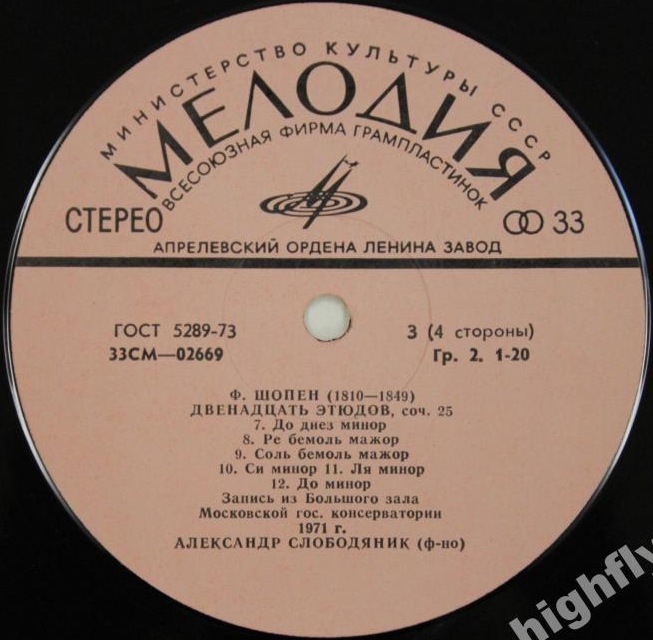 МИНИСТЕРСТВО КУЛЬТУРЫ СССР
МЕЛОДИЯ
ВСЕСОЮЗНАЯ ФИРМА ГРАМПЛАСТИНОК
СТЕРЕО
33
АПРЕЛЕВСКИЙ ОРДЕНА ЛЕНИНА ЗАВОД
ГОСТ 5289-73
3 (4 стороны)
33СМ—02669
Гр. 2. 1-20
Ф. ШОПЕН (1810—1849)
ДВЕНАДЦАТЬ ЭТЮДОВ, соч. 25
7. До диез минор
8. Ре бемоль мажор
9. Соль бемоль мажор
10. Си минор 11. Ля минор
12. До минор
Запись из Большого зала
Московской гос. консерватории
1971 г.
АЛЕКСАНДР СЛОБОДЯНИК (ф-но)
highfly